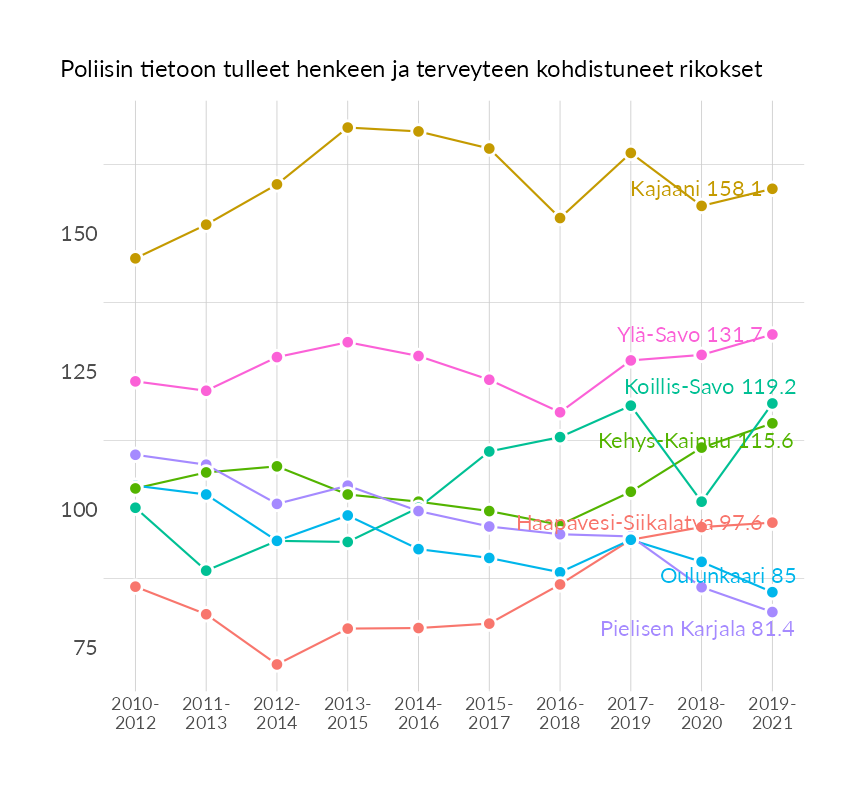 Poliisin tietoon tulleet henkeen ja terveyteen kohdistuneet rikokset
Kajaani 158.1
150
Ylä-Savo 131.7
125
Koillis-Savo 119.2
Kehys-Kainuu 115.6
100
Haapavesi-Siikalatva 97.6
Oulunkaari 85
Pielisen Karjala 81.4
75
2010- 2011- 2012- 2013- 2014- 2015- 2016- 2017- 2018- 2019-
2012 2013 2014 2015 2016 2017 2018 2019 2020 2021